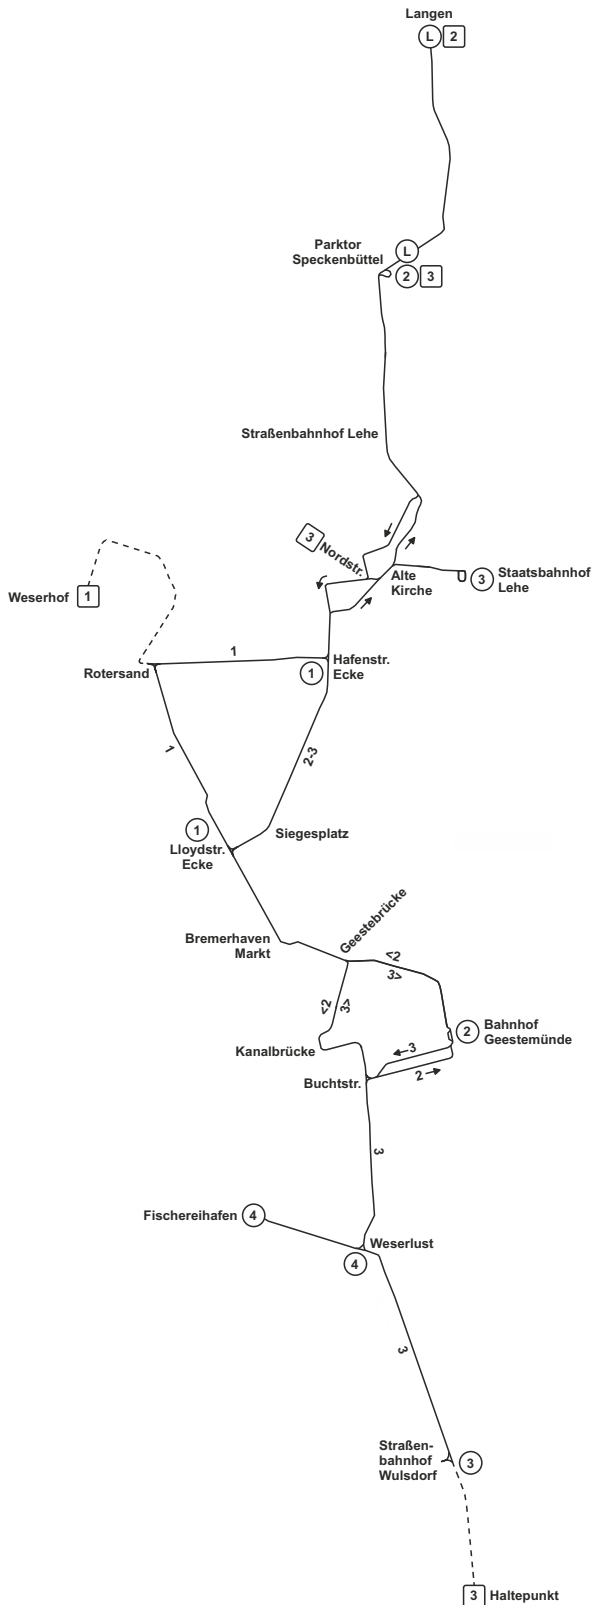 Langen
L 2
Parktor
Speckenbüttel
L
2 3
Straßenbahnhof Lehe
3 Nordstr.
Alte
Kirche
3 Staatsbahnhof
Lehe
Weserhof 1
1
Rotersand
Hafenstr.
Ecke
1
1
2-3
1
Lloydstr.
Ecke
Siegesplatz
Bremerhaven
Markt
Geestebrücke
<2
3>
<2
3>
2 Bahnhof
Geestemünde
Kanalbrücke
3
2
Buchtstr.
3
Fischereihafen 4
Weserlust
4
3
Straßen-
bahnhof
Wulsdorf
3
3 Haltepunkt